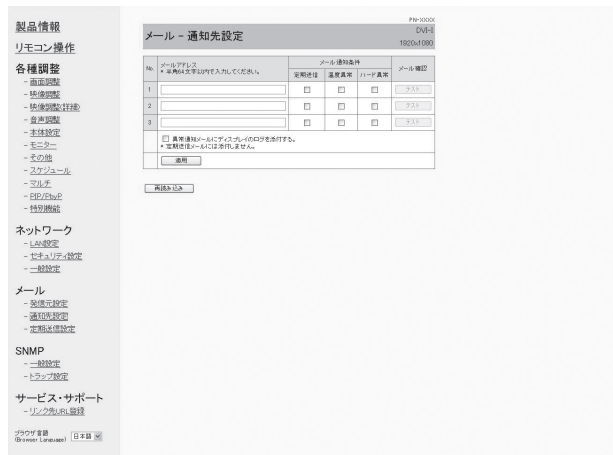 製品情報
リモコン操作
各種調整
- 画面調整
- 映像調整
- 映像調整(詳細)
- 音声調整
- 本体設定
- モニター
- その他
- スケジュール
- マルチ
- PIP/PbyP
- 特別機能
ネットワーク
- LAN設定
- セキュリティ設定
- 一般設定
メール
- 発信元設定
- 通知先設定
- 定期送信設定
SNMP
- 一般設定
- トラップ設定
サービス・サポート
- リンク先URL登録
ブラウザ言語
(Browser Language) 日本語
PN-XXXX
メール - 通知先設定
DVI-I
1920x1080
No. メールアドレス メール通知条件 メール確認
* 半角64文字以内で入力してください。
定期送信 温度異常 ハード異常
1 テスト
2 テスト
3 テスト
異常通知メールにディスプレイのログを添付する。
* 定期送信メールには添付しません。
適用
再読み込み